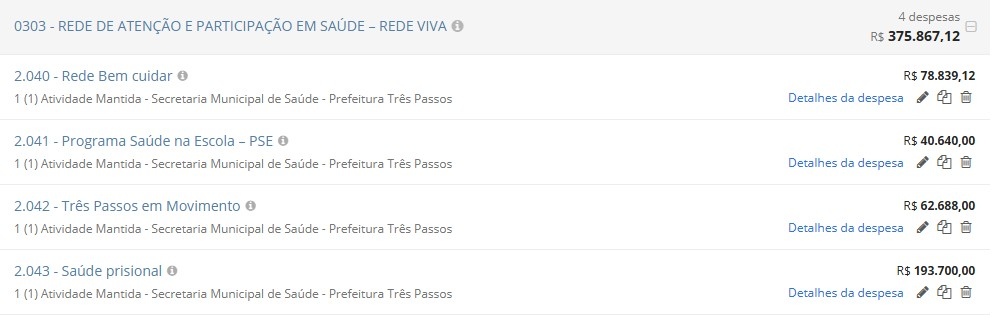 0303 - REDE DE ATENÇÃO E PARTICIPAÇÃO EM SAÚDE – REDE VIVA
4 despesas
R$ 375.867,12
2.040 - Rede Bem cuidar
R$ 78.839,12
1 (1) Atividade Mantida - Secretaria Municipal de Saúde - Prefeitura Três Passos
Detalhes da despesa
2.041 - Programa Saúde na Escola – PSE
R$ 40.640,00
1 (1) Atividade Mantida - Secretaria Municipal de Saúde - Prefeitura Três Passos
Detalhes da despesa
2.042 - Três Passos em Movimento
R$ 62.688,00
1 (1) Atividade Mantida - Secretaria Municipal de Saúde - Prefeitura Três Passos
Detalhes da despesa
2.043 - Saúde prisional
R$ 193.700,00
1 (1) Atividade Mantida - Secretaria Municipal de Saúde - Prefeitura Três Passos
Detalhes da despesa